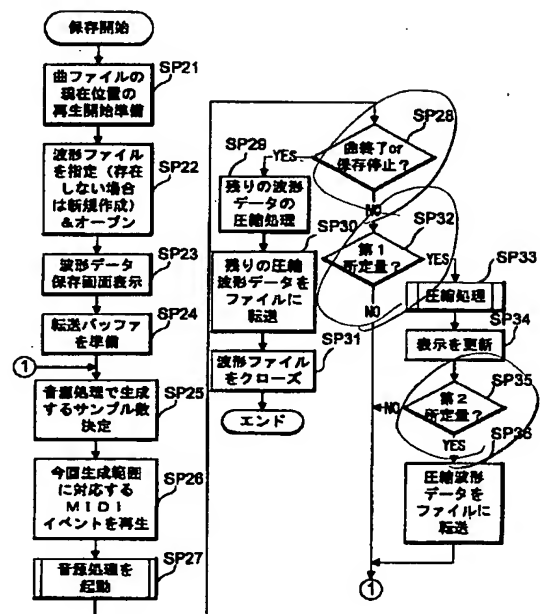 保存開始
SP21
曲ファイルの
現在位置の
再生開始準備
SP22
波形ファイル
を指定(存在
しない場合
は新規作成)
&オープン
SP23
波形データ
保存画面表示
SP24
転送バッファ
を準備
①
SP25
音源処理で生成
するサンプル数
決定
SP26
今回生成範囲
に対応する
MIDI
イベントを再生
SP27
音源処理を
起動
SP28
曲終了or
保存停止?
YES
NO
SP29
残りの波形
データの
圧縮処理
SP30
残りの圧縮
波形データを
ファイルに
転送
SP31
波形ファイル
をクローズ
エンド
SP32
第1
所定量?
YES
NO
SP33
圧縮処理
SP34
表示を更新
SP35
第2
所定量?
NO
YES
SP36
圧縮波形
データを
ファイルに
転送
①